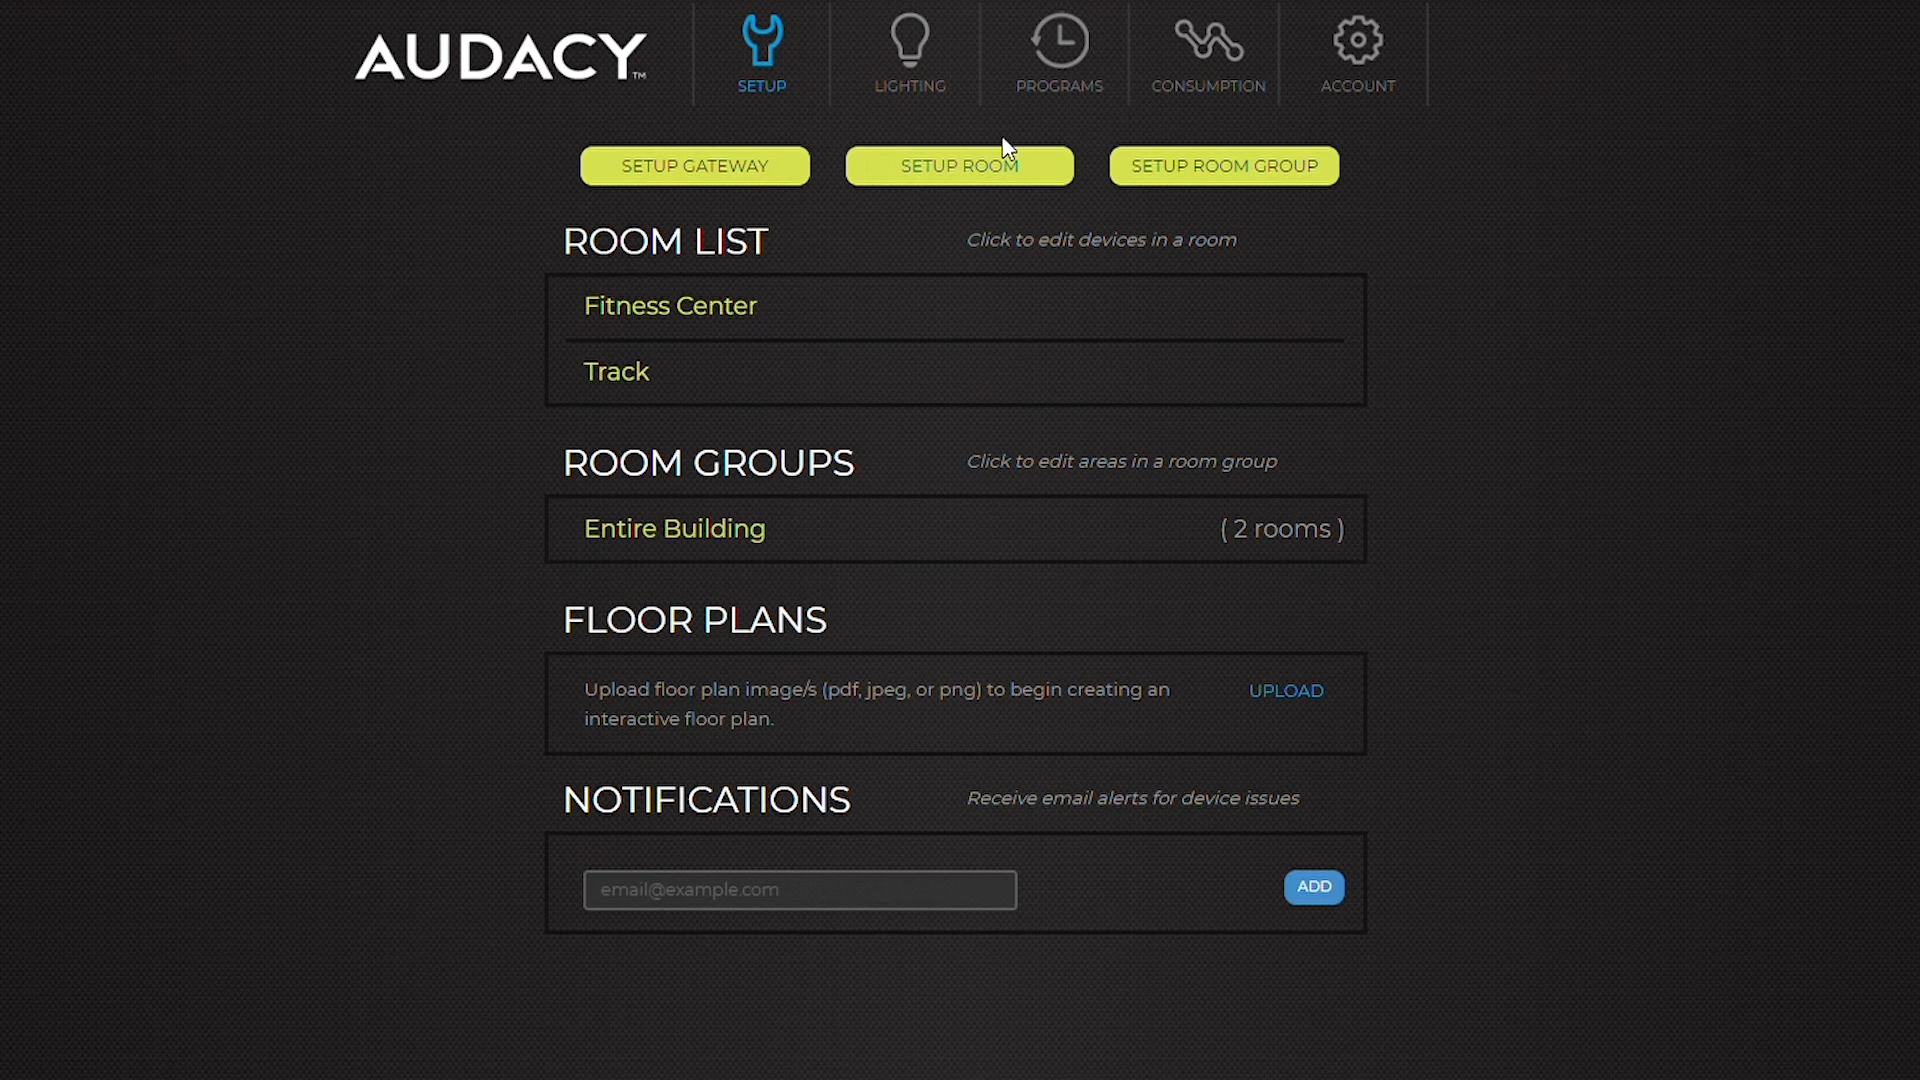 AUDACY™
SETUP
LIGHTING
PROGRAMS
CONSUMPTION
ACCOUNT
SETUP GATEWAY
SETUP ROOM
SETUP ROOM GROUP
ROOM LIST
Click to edit devices in a room
Fitness Center
Track
ROOM GROUPS
Click to edit areas in a room group
Entire Building
( 2 rooms )
FLOOR PLANS
Upload floor plan image/s (pdf, jpeg, or png) to begin creating an
interactive floor plan.
UPLOAD
NOTIFICATIONS
Receive email alerts for device issues
email@example.com
ADD